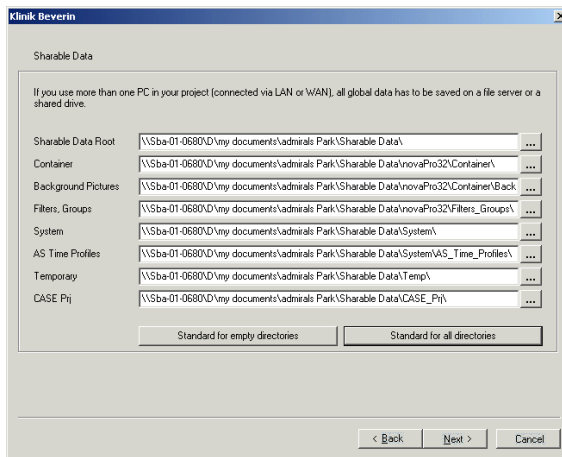 Klinik Beverin
Sharable Data
If you use more than one PC in your project (connected via LAN or WAN), all global data has to be saved on a file server or a
shared drive.
Sharable Data Root \\Sba-01-0680\D\my documents\admirals Park\Sharable Data\ ...
Container \\Sba-01-0680\D\my documents\admirals Park\Sharable Data\novaPro32\Container\ ...
Background Pictures \\Sba-01-0680\D\my documents\admirals Park\Sharable Data\novaPro32\Container\Back ...
Filters, Groups \\Sba-01-0680\D\my documents\admirals Park\Sharable Data\novaPro32\Filters_Groups\ ...
System \\Sba-01-0680\D\my documents\admirals Park\Sharable Data\System\ ...
AS Time Profiles \\Sba-01-0680\D\my documents\admirals Park\Sharable Data\System\AS_Time_Profiles\ ...
Temporary \\Sba-01-0680\D\my documents\admirals Park\Sharable Data\Temp\ ...
CASE Prj \\Sba-01-0680\D\my documents\admirals Park\Sharable Data\CASE_Prj\ ...
Standard for empty directories Standard for all directories
< Back Next > Cancel